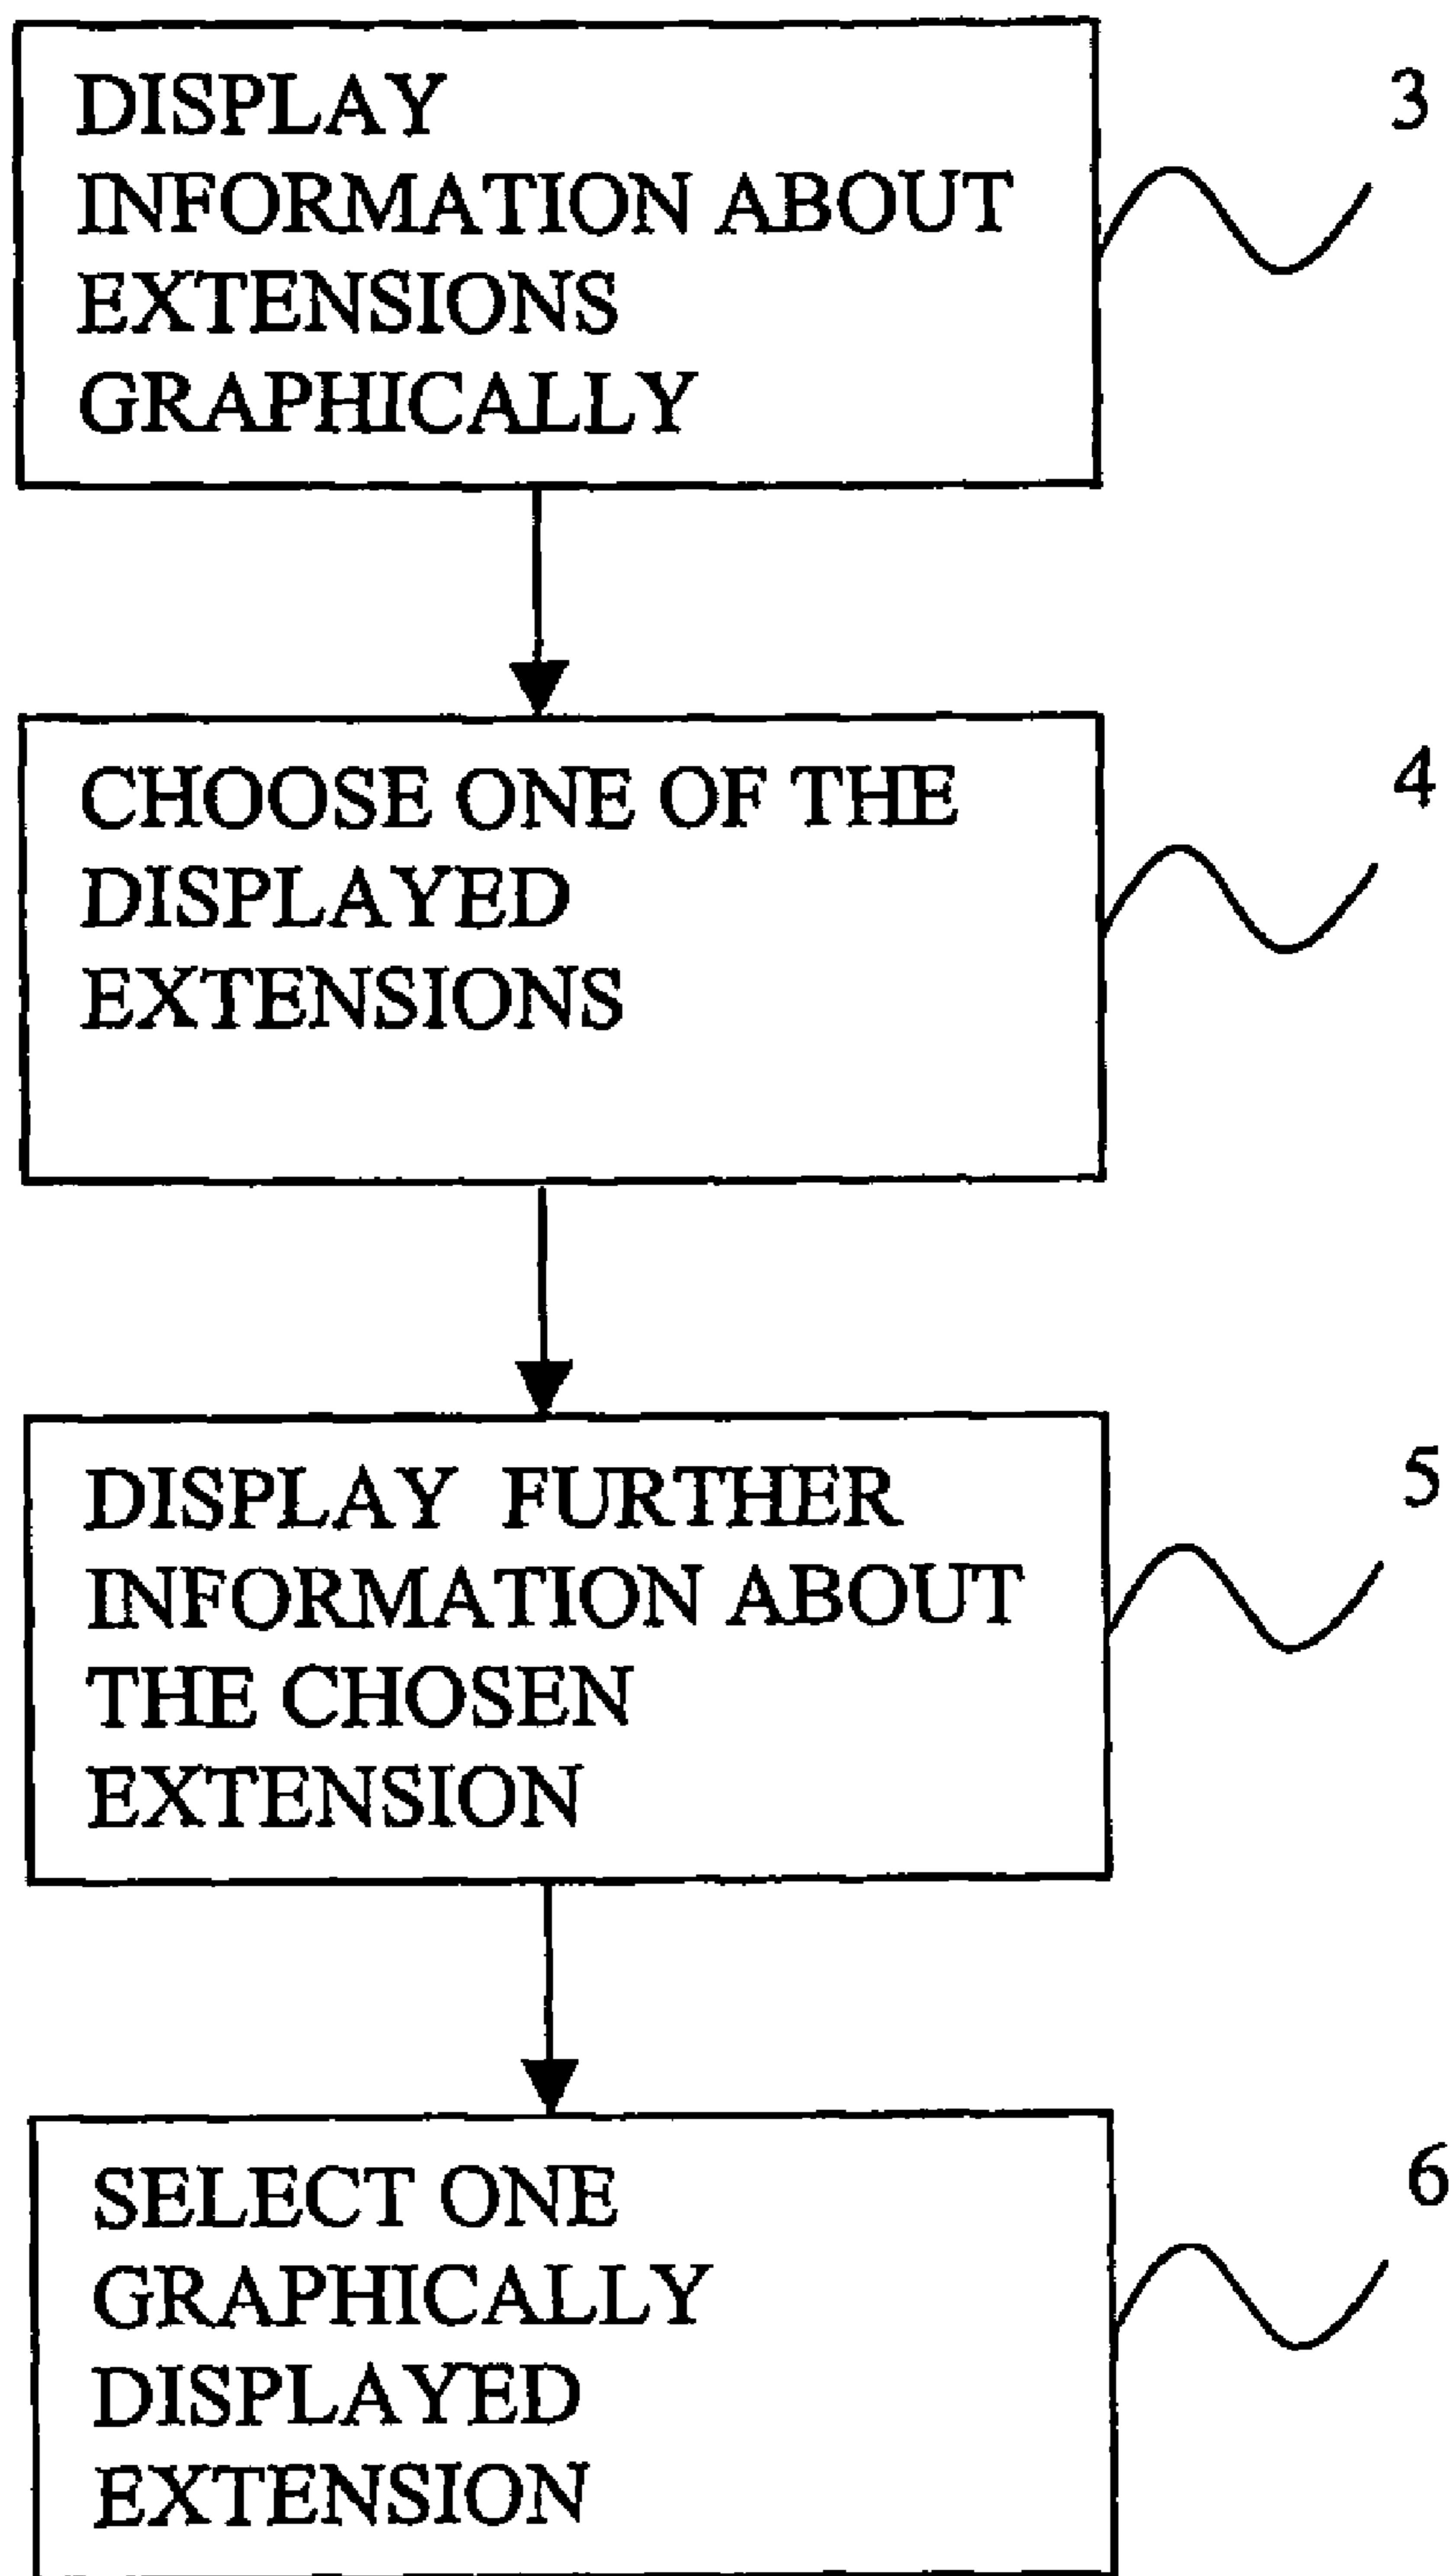 DISPLAY
INFORMATION ABOUT
EXTENSIONS
GRAPHICALLY
3
CHOOSE ONE OF THE
DISPLAYED
EXTENSIONS
4
DISPLAY FURTHER
INFORMATION ABOUT
THE CHOSEN
EXTENSION
5
SELECT ONE
GRAPHICALLY
DISPLAYED
EXTENSION
6